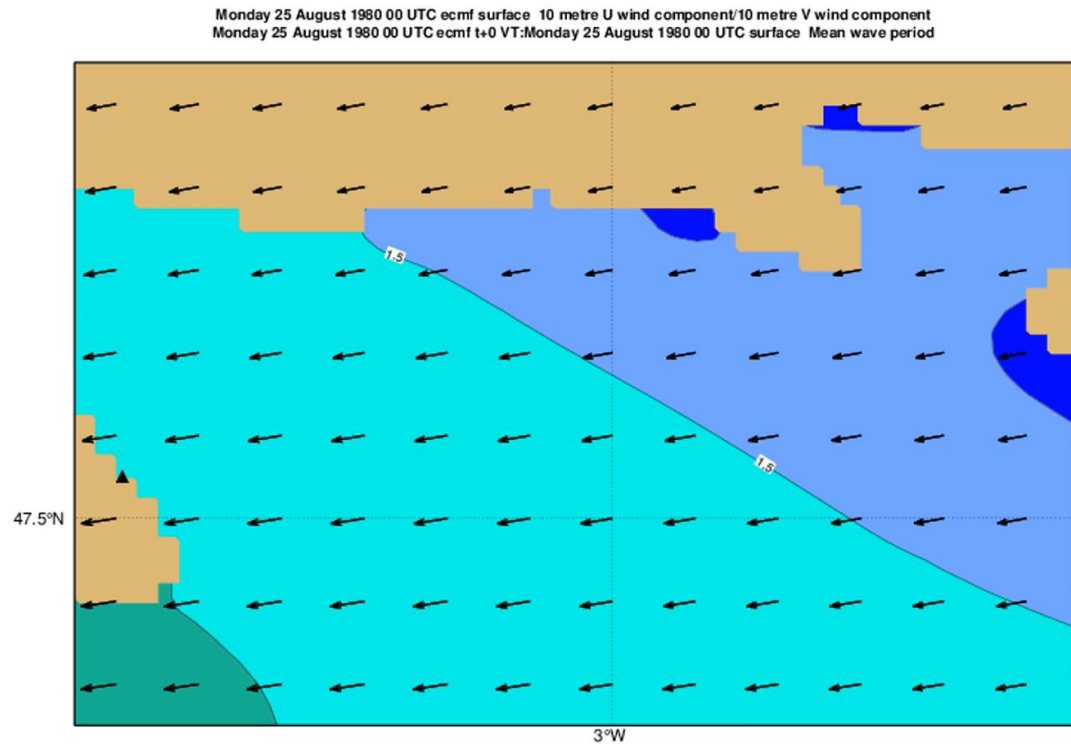 Monday 25 August 1980 00 UTC ecmf surface  10 metre U wind component/10 metre V wind component
Monday 25 August 1980 00 UTC ecmf t+0 VT:Monday 25 August 1980 00 UTC surface  Mean wave period
1.5
1.5
47.5°N
3°W